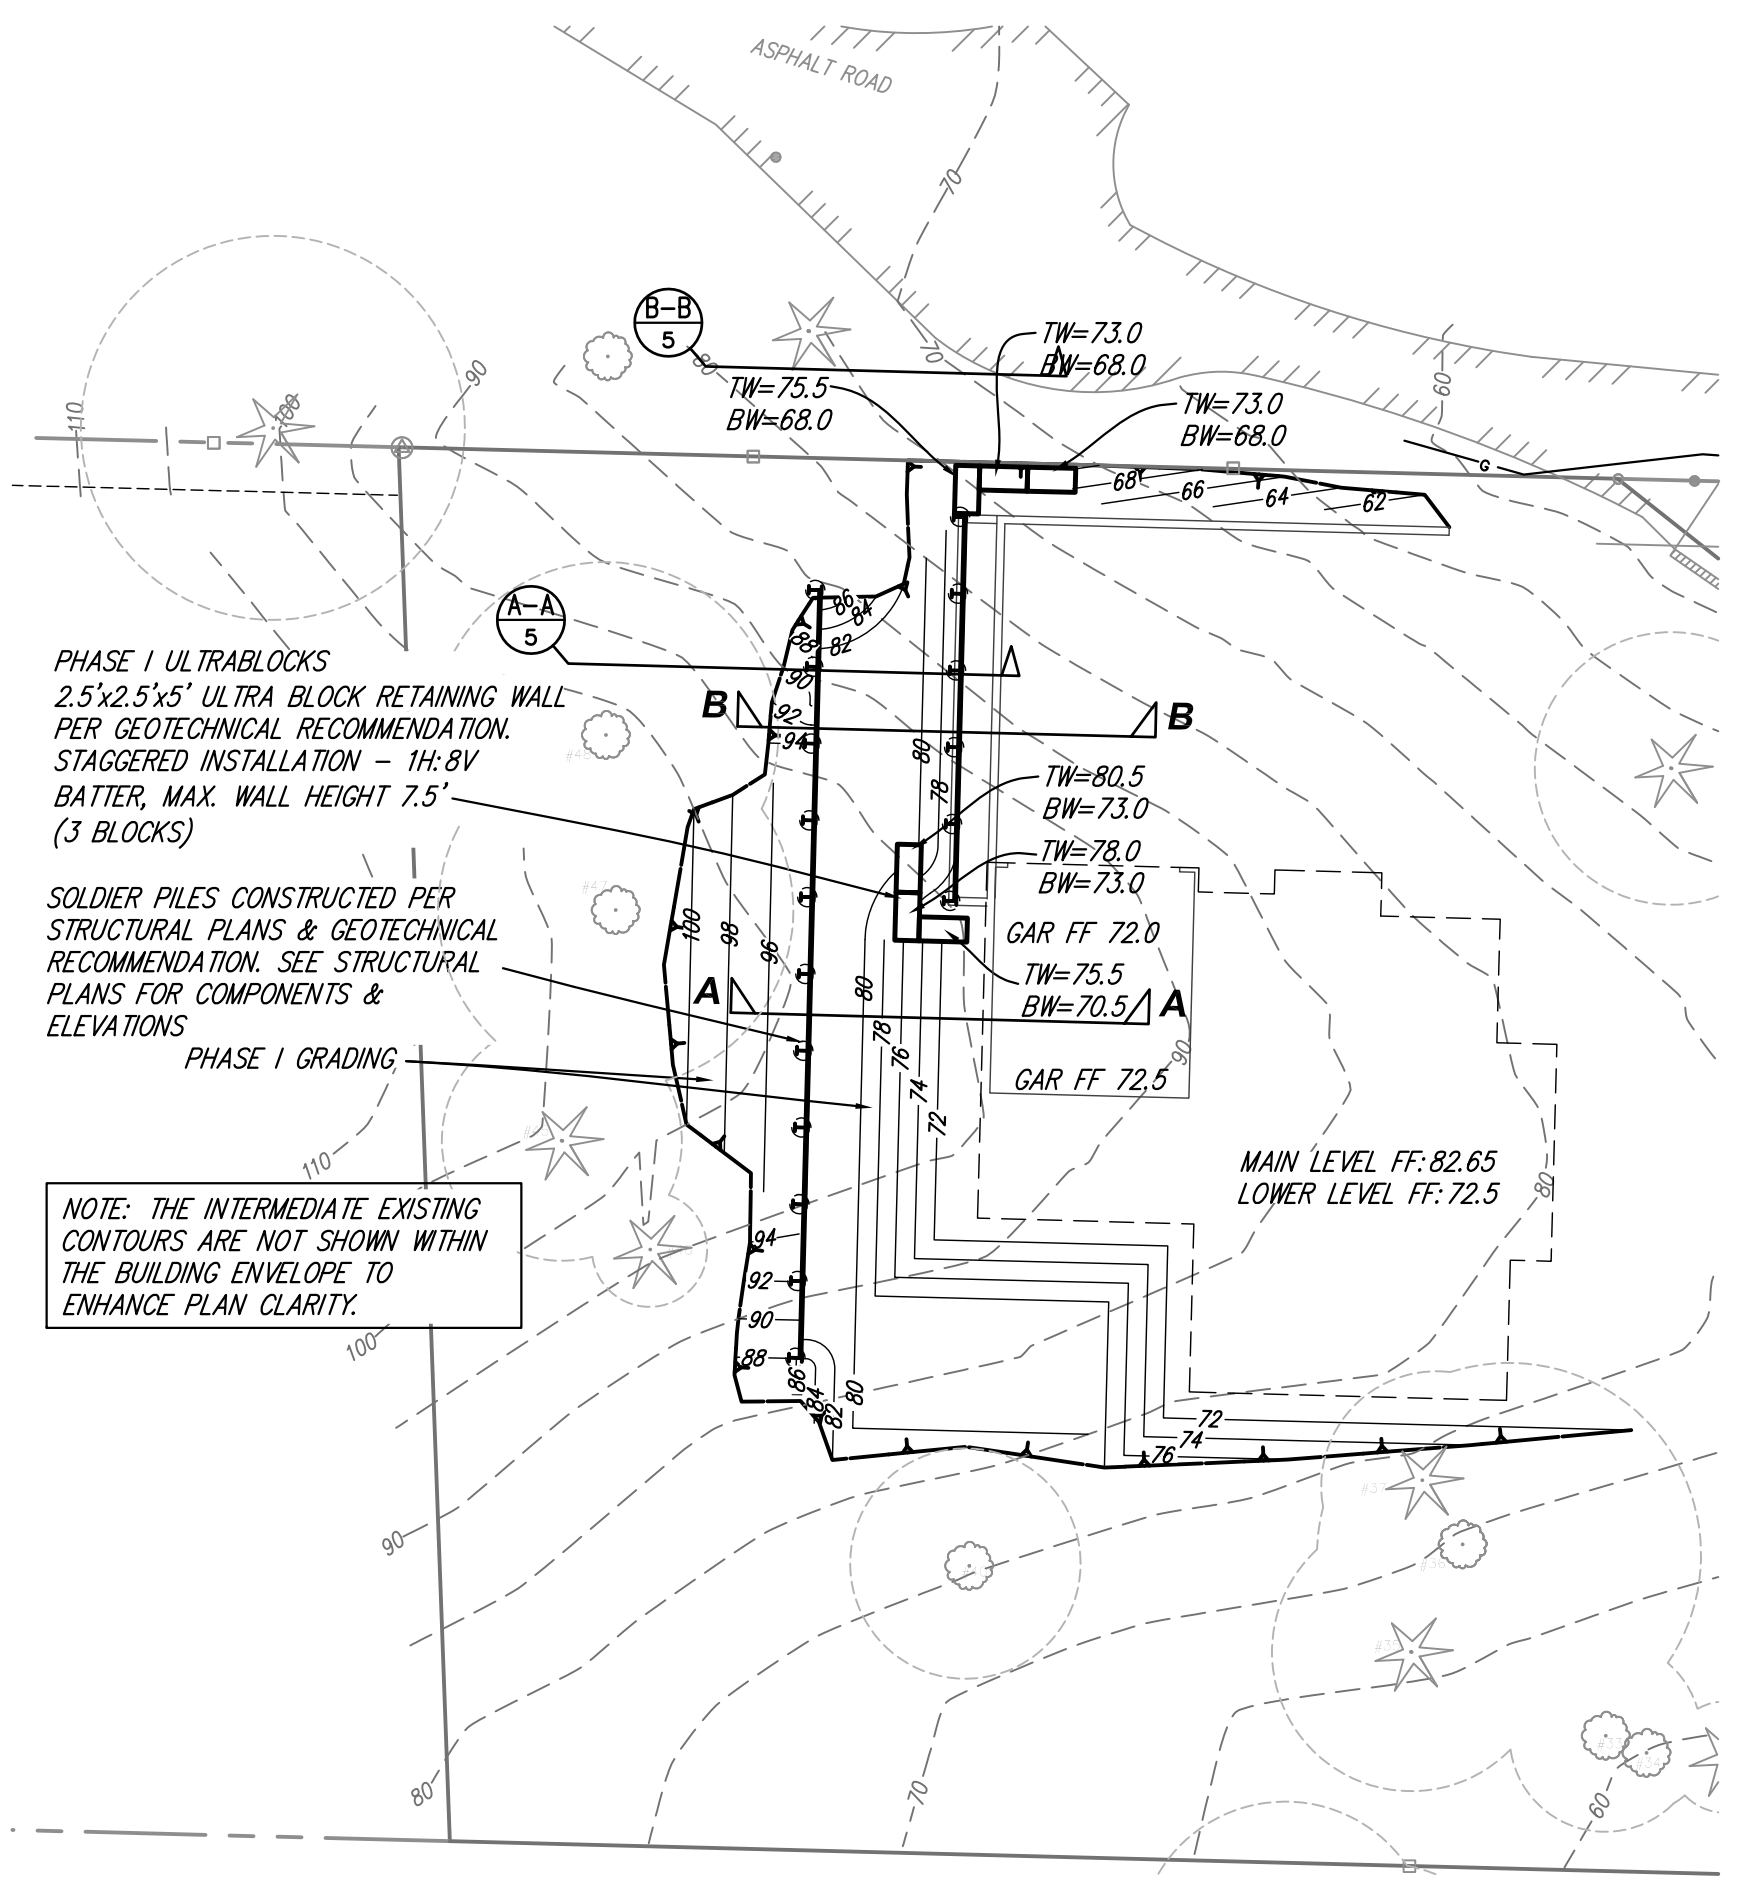 ASPHALT ROAD
70
B-B
5
TW=73.0
BW=68.0
TW=75.5
BW=68.0
TW=73.0
BW=68.0
70
80
60
90
100
110
G
68
66
64
62
86
84
82
88
90
92
94
A-A
5
PHASE I ULTRABLOCKS
2.5'x2.5'x5' ULTRA BLOCK RETAINING WALL
PER GEOTECHNICAL RECOMMENDATION.
STAGGERED INSTALLATION - 1H:8V
BATTER, MAX. WALL HEIGHT 7.5'
(3 BLOCKS)
B
B
80
78
TW=80.5
BW=73.0
TW=78.0
BW=73.0
GAR FF 72.0
TW=75.5
BW=70.5
GAR FF 72.5
90
#47
SOLDIER PILES CONSTRUCTED PER
STRUCTURAL PLANS & GEOTECHNICAL
RECOMMENDATION. SEE STRUCTURAL
PLANS FOR COMPONENTS &
ELEVATIONS
PHASE I GRADING
100
98
96
A
A
80
78
76
74
72
MAIN LEVEL FF:82.65
LOWER LEVEL FF:72.5
80
110
NOTE: THE INTERMEDIATE EXISTING
CONTOURS ARE NOT SHOWN WITHIN
THE BUILDING ENVELOPE TO
ENHANCE PLAN CLARITY.
94
92
90
88
86
84
82
80
100
72
74
76
90
#37
#36
#35
#33
#34
80
70
60